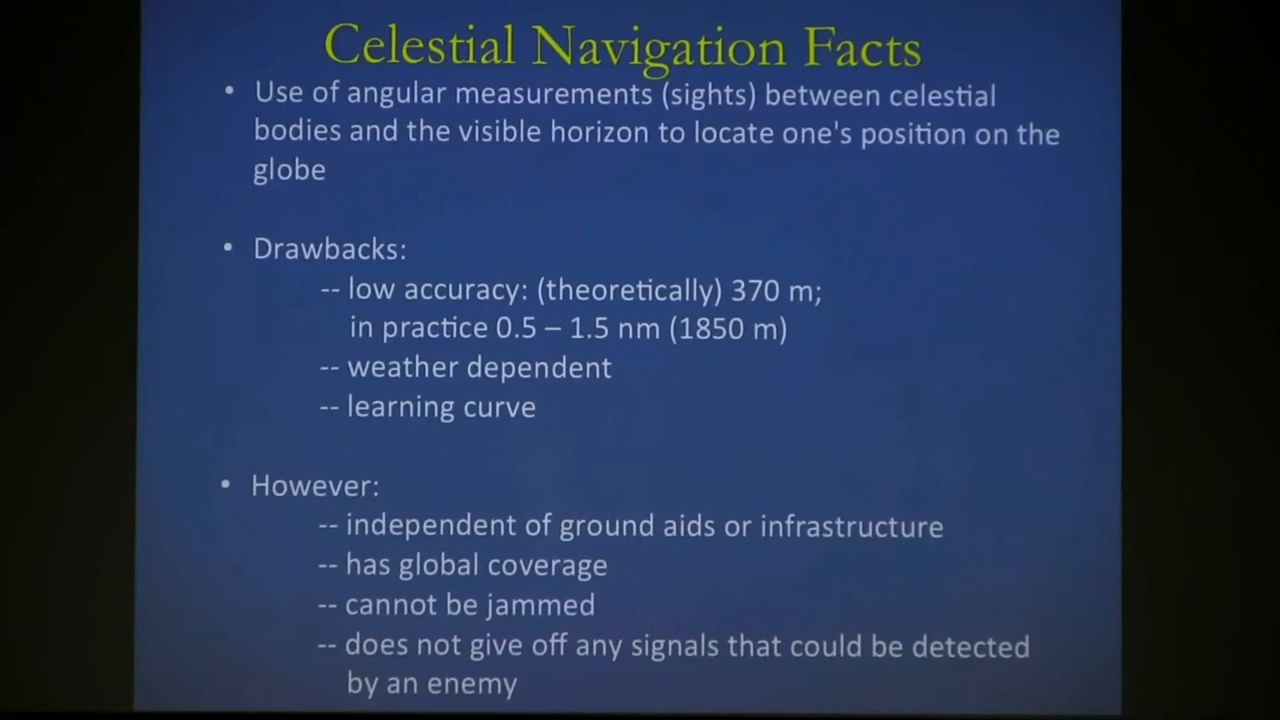 Celestial Navigation Facts
• Use of angular measurements (sights) between celestial
bodies and the visible horizon to locate one's position on the
globe
• Drawbacks:
-- low accuracy: (theoretically) 370 m;
in practice 0.5 – 1.5 nm (1850 m)
-- weather dependent
-- learning curve
• However:
-- independent of ground aids or infrastructure
-- has global coverage
-- cannot be jammed
-- does not give off any signals that could be detected
by an enemy